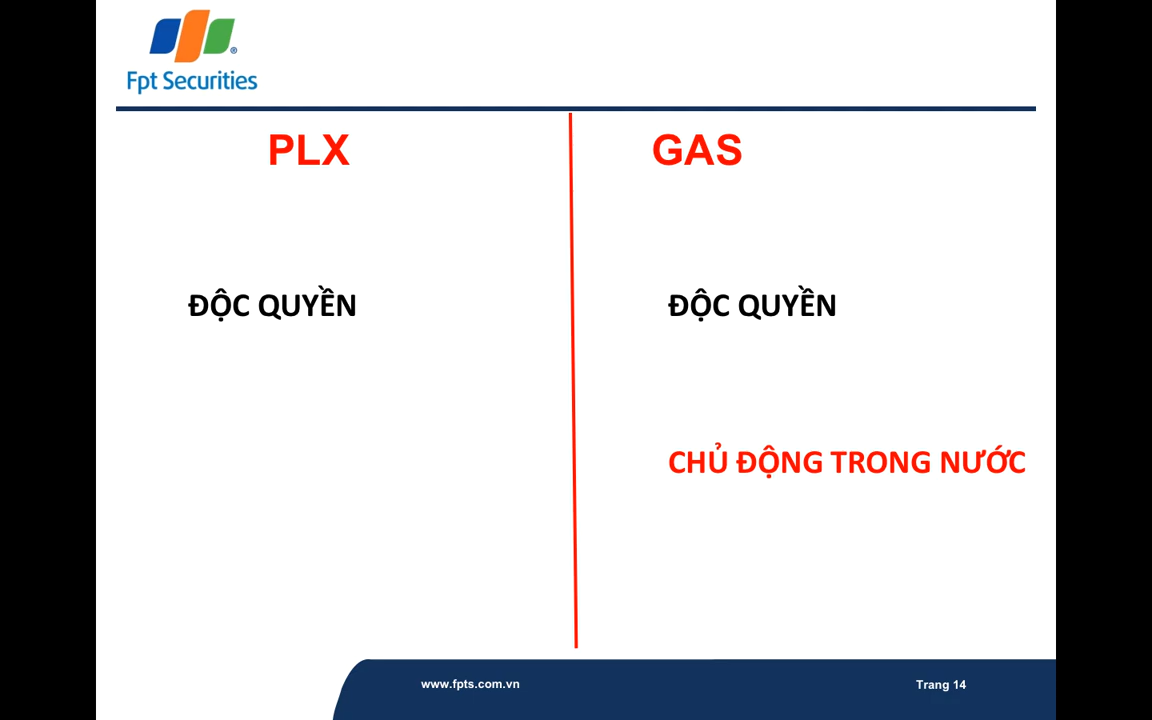 Fpt Securities
PLX
GAS
ĐỘC QUYỀN
ĐỘC QUYỀN
CHỦ ĐỘNG TRONG NƯỚC
www.fpts.com.vn
Trang 14